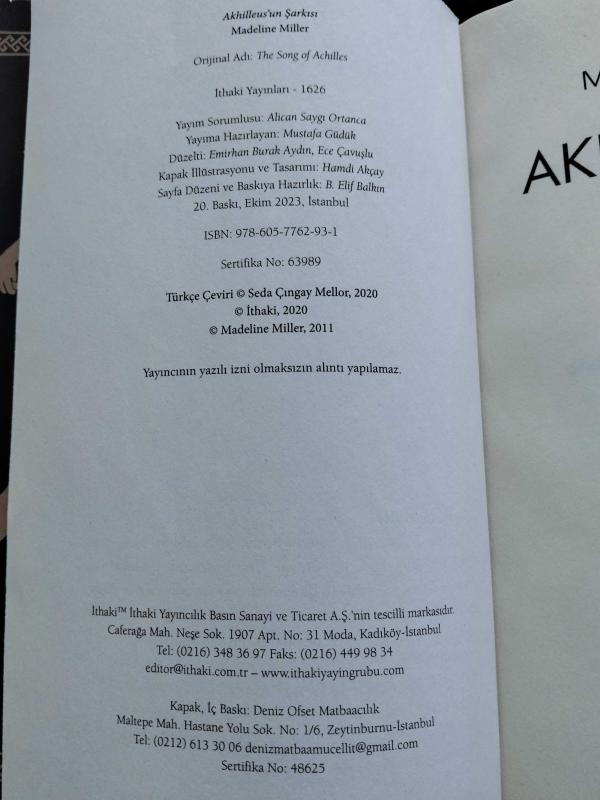 Akhilleus'un Şarkısı
Madeline Miller
Orijinal Adı: The Song of Achilles
İthaki Yayınları - 1626
Yayım Sorumlusu: Alican Saygı Ortanca
Yayıma Hazırlayan: Mustafa Güdük
Düzelti: Emirhan Burak Aydın, Ece Çavuşlu
Kapak İllüstrasyonu ve Tasarımı: Hamdi Akçay
Sayfa Düzeni ve Baskıya Hazırlık: B. Elif Balkın
20. Baskı, Ekim 2023, İstanbul
ISBN: 978-605-7762-93-1
Sertifika No: 63989
Türkçe Çeviri © Seda Çıngay Mellor, 2020
© İthaki, 2020
© Madeline Miller, 2011
Yayıncının yazılı izni olmaksızın alıntı yapılamaz.
İthaki™ İthaki Yayıncılık Basın Sanayi ve Ticaret A.Ş.'nin tescilli markasıdır.
Caferağa Mah. Neşe Sok. 1907 Apt. No: 31 Moda, Kadıköy-İstanbul
Tel: (0216) 348 36 97 Faks: (0216) 449 98 34
editor@ithaki.com.tr – www.ithakiyayingrubu.com
Kapak, İç Baskı: Deniz Ofset Matbaacılık
Maltepe Mah. Hastane Yolu Sok. No: 1/6, Zeytinburnu-İstanbul
Tel: (0212) 613 30 06 denizmatbaamucellit@gmail.com
Sertifika No: 48625
M
AK